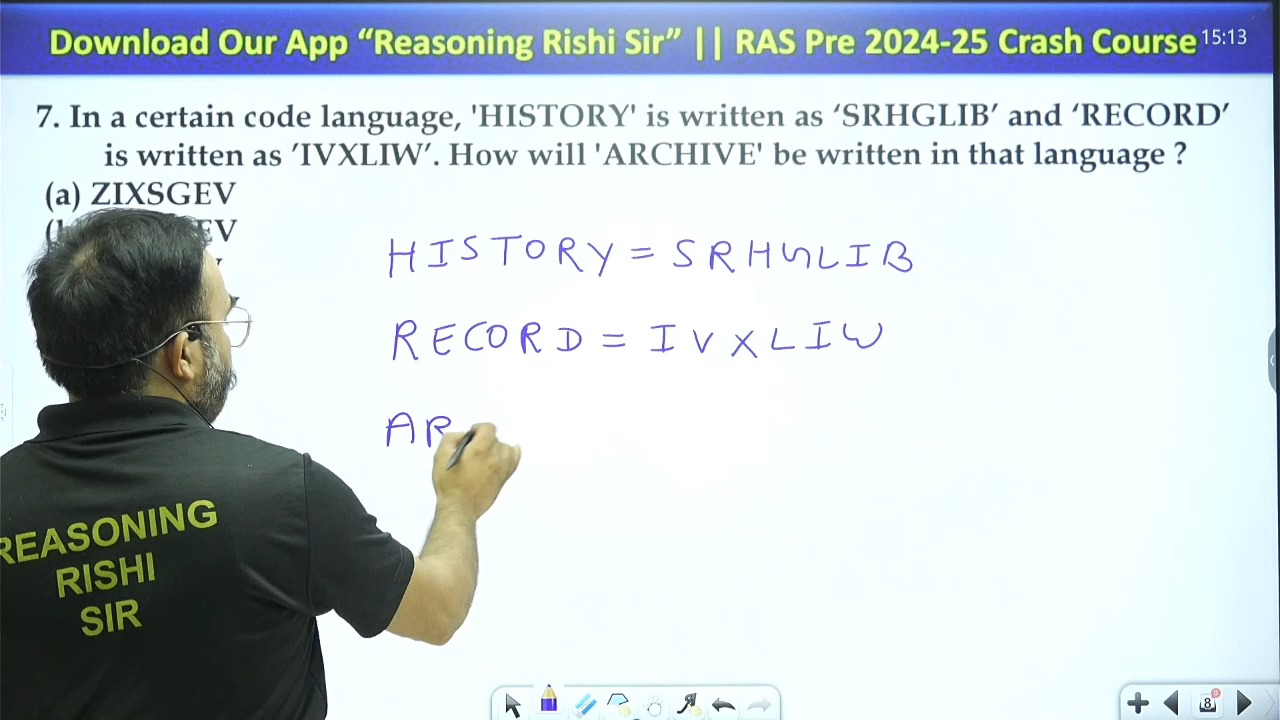 Download Our App “Reasoning Rishi Sir” || RAS Pre 2024-25 Crash Course 15:13
7. In a certain code language, 'HISTORY' is written as ‘SRHGLIB’ and ‘RECORD’
is written as ’IVXLIW’. How will 'ARCHIVE' be written in that language ?
(a) ZIXSGEV
EV
HISTORY = SRHGLIB
RECORD = IVXLIW
AR
REASONING
RISHI
SIR
8